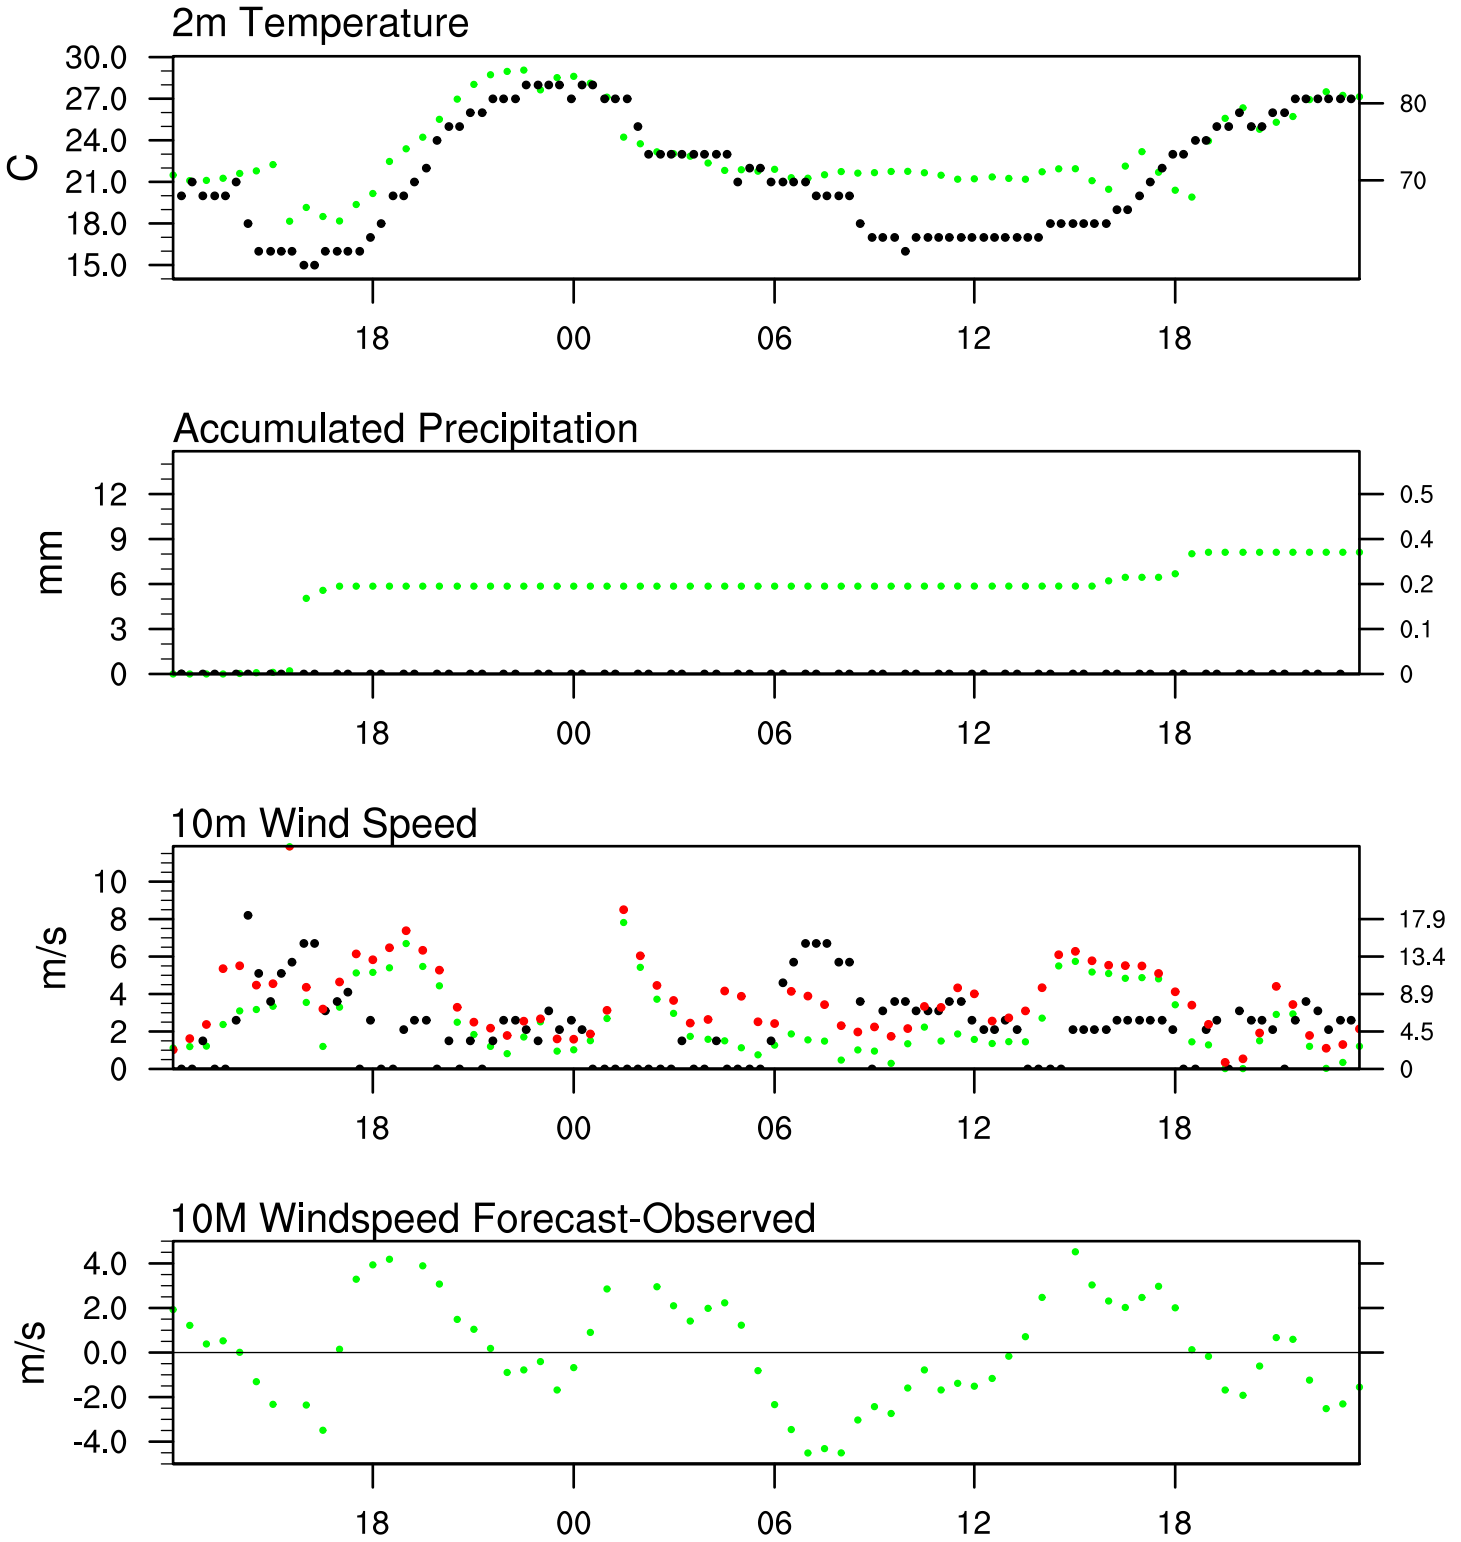 2m Temperature
30.0
27.0
24.0
21.0
18.0
15.0
C
80
70
18 00 06 12 18
Accumulated Precipitation
12
9
6
3
0
mm
0.5
0.4
0.2
0.1
0
18 00 06 12 18
10m Wind Speed
10
8
6
4
2
0
m/s
17.9
13.4
8.9
4.5
0
18 00 06 12 18
10M Windspeed Forecast-Observed
4.0
2.0
0.0
-2.0
-4.0
m/s
18 00 06 12 18